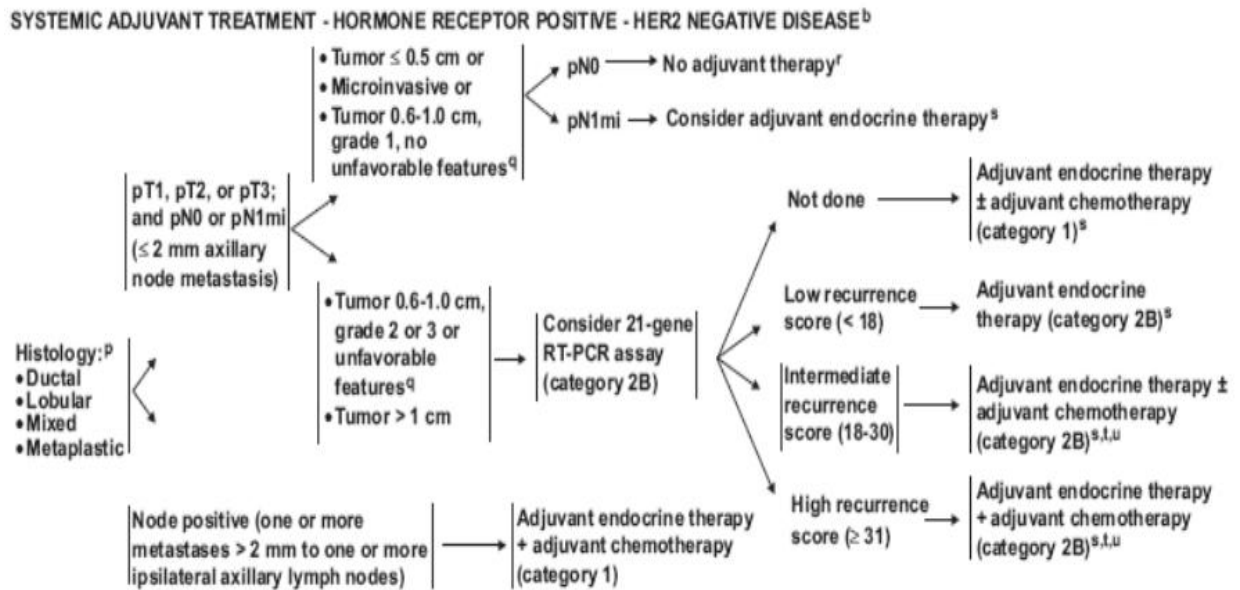 SYSTEMIC ADJUVANT TREATMENT - HORMONE RECEPTOR POSITIVE - HER2 NEGATIVE DISEASEᵇ
Histology:ᵖ
•Ductal
•Lobular
•Mixed
•Metaplastic
pT1, pT2, or pT3;
and pN0 or pN1mi
(≤2 mm axillary
node metastasis)
•Tumor ≤ 0.5 cm or
•Microinvasive or
•Tumor 0.6-1.0 cm,
grade 1, no
unfavorable features^q
pN0
No adjuvant therapyʳ
pN1mi
Consider adjuvant endocrine therapyˢ
•Tumor 0.6-1.0 cm,
grade 2 or 3 or
unfavorable
features^q
•Tumor > 1 cm
Consider 21-gene
RT-PCR assay
(category 2B)
Not done
Adjuvant endocrine therapy
± adjuvant chemotherapy
(category 1)ˢ
Low recurrence
score (< 18)
Adjuvant endocrine
therapy (category 2B)ˢ
Intermediate
recurrence
score (18-30)
Adjuvant endocrine therapy ±
adjuvant chemotherapy
(category 2B)ˢ,ᵗ,ᵘ
High recurrence
score (≥ 31)
Adjuvant endocrine therapy
+ adjuvant chemotherapy
(category 2B)ˢ,ᵗ,ᵘ
Node positive (one or more
metastases > 2 mm to one or more
ipsilateral axillary lymph nodes)
Adjuvant endocrine therapy
+ adjuvant chemotherapy
(category 1)